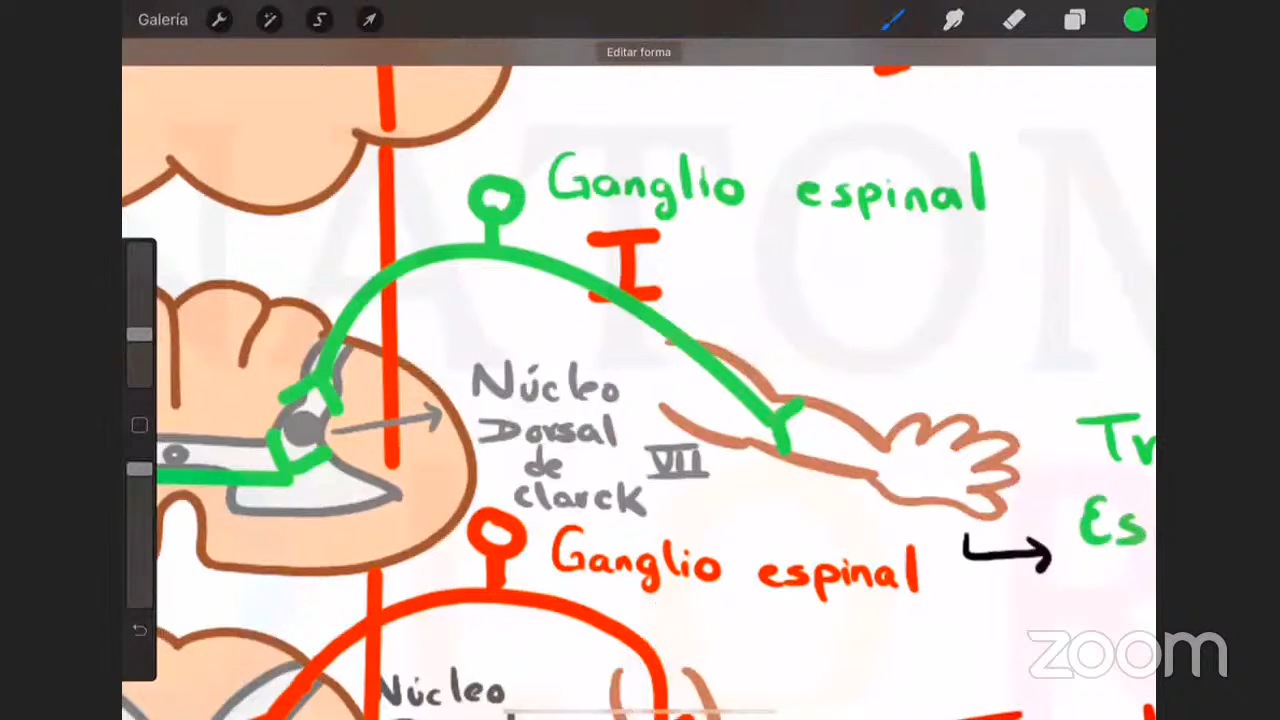 Galería
Editar forma
Ganglio espinal
I
Núcleo
Dorsal
de
clarck
VII
Tr
Es
Ganglio espinal
Núcleo
zoom